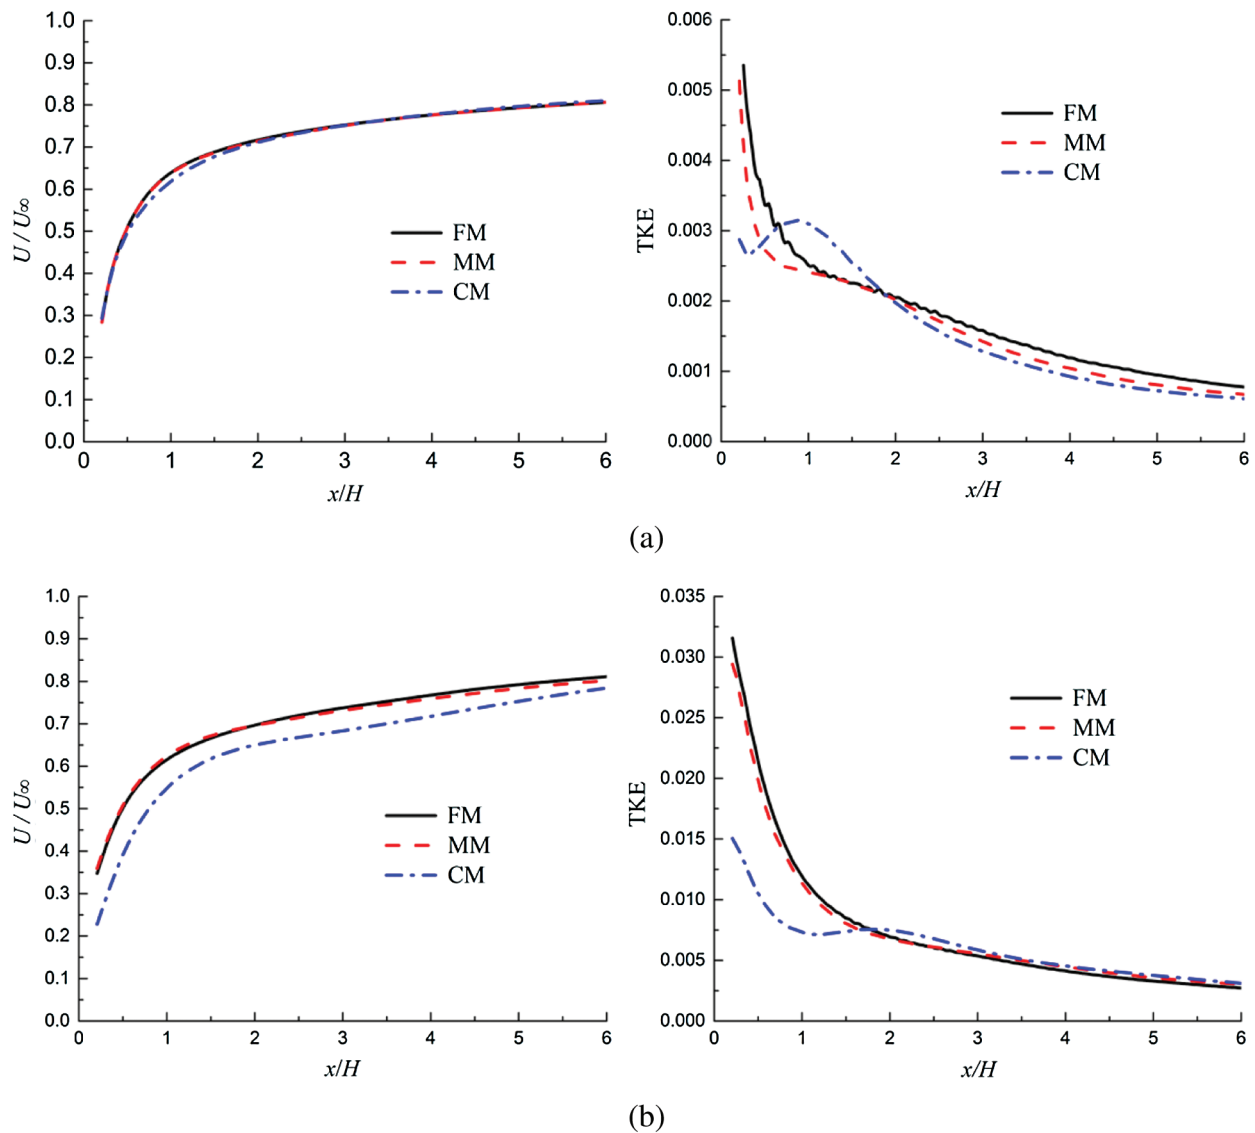 1.0
0.9
0.8
0.7
0.6
0.5
0.4
0.3
0.2
0.1
0.0
U / U∞
0 1 2 3 4 5 6
x/H
FM
MM
CM
0.006
0.005
0.004
0.003
0.002
0.001
0.000
TKE
0 1 2 3 4 5 6
x/H
FM
MM
CM
(a)
1.0
0.9
0.8
0.7
0.6
0.5
0.4
0.3
0.2
0.1
0.0
U / U∞
0 1 2 3 4 5 6
x/H
FM
MM
CM
0.035
0.030
0.025
0.020
0.015
0.010
0.005
0.000
TKE
0 1 2 3 4 5 6
x/H
FM
MM
CM
(b)